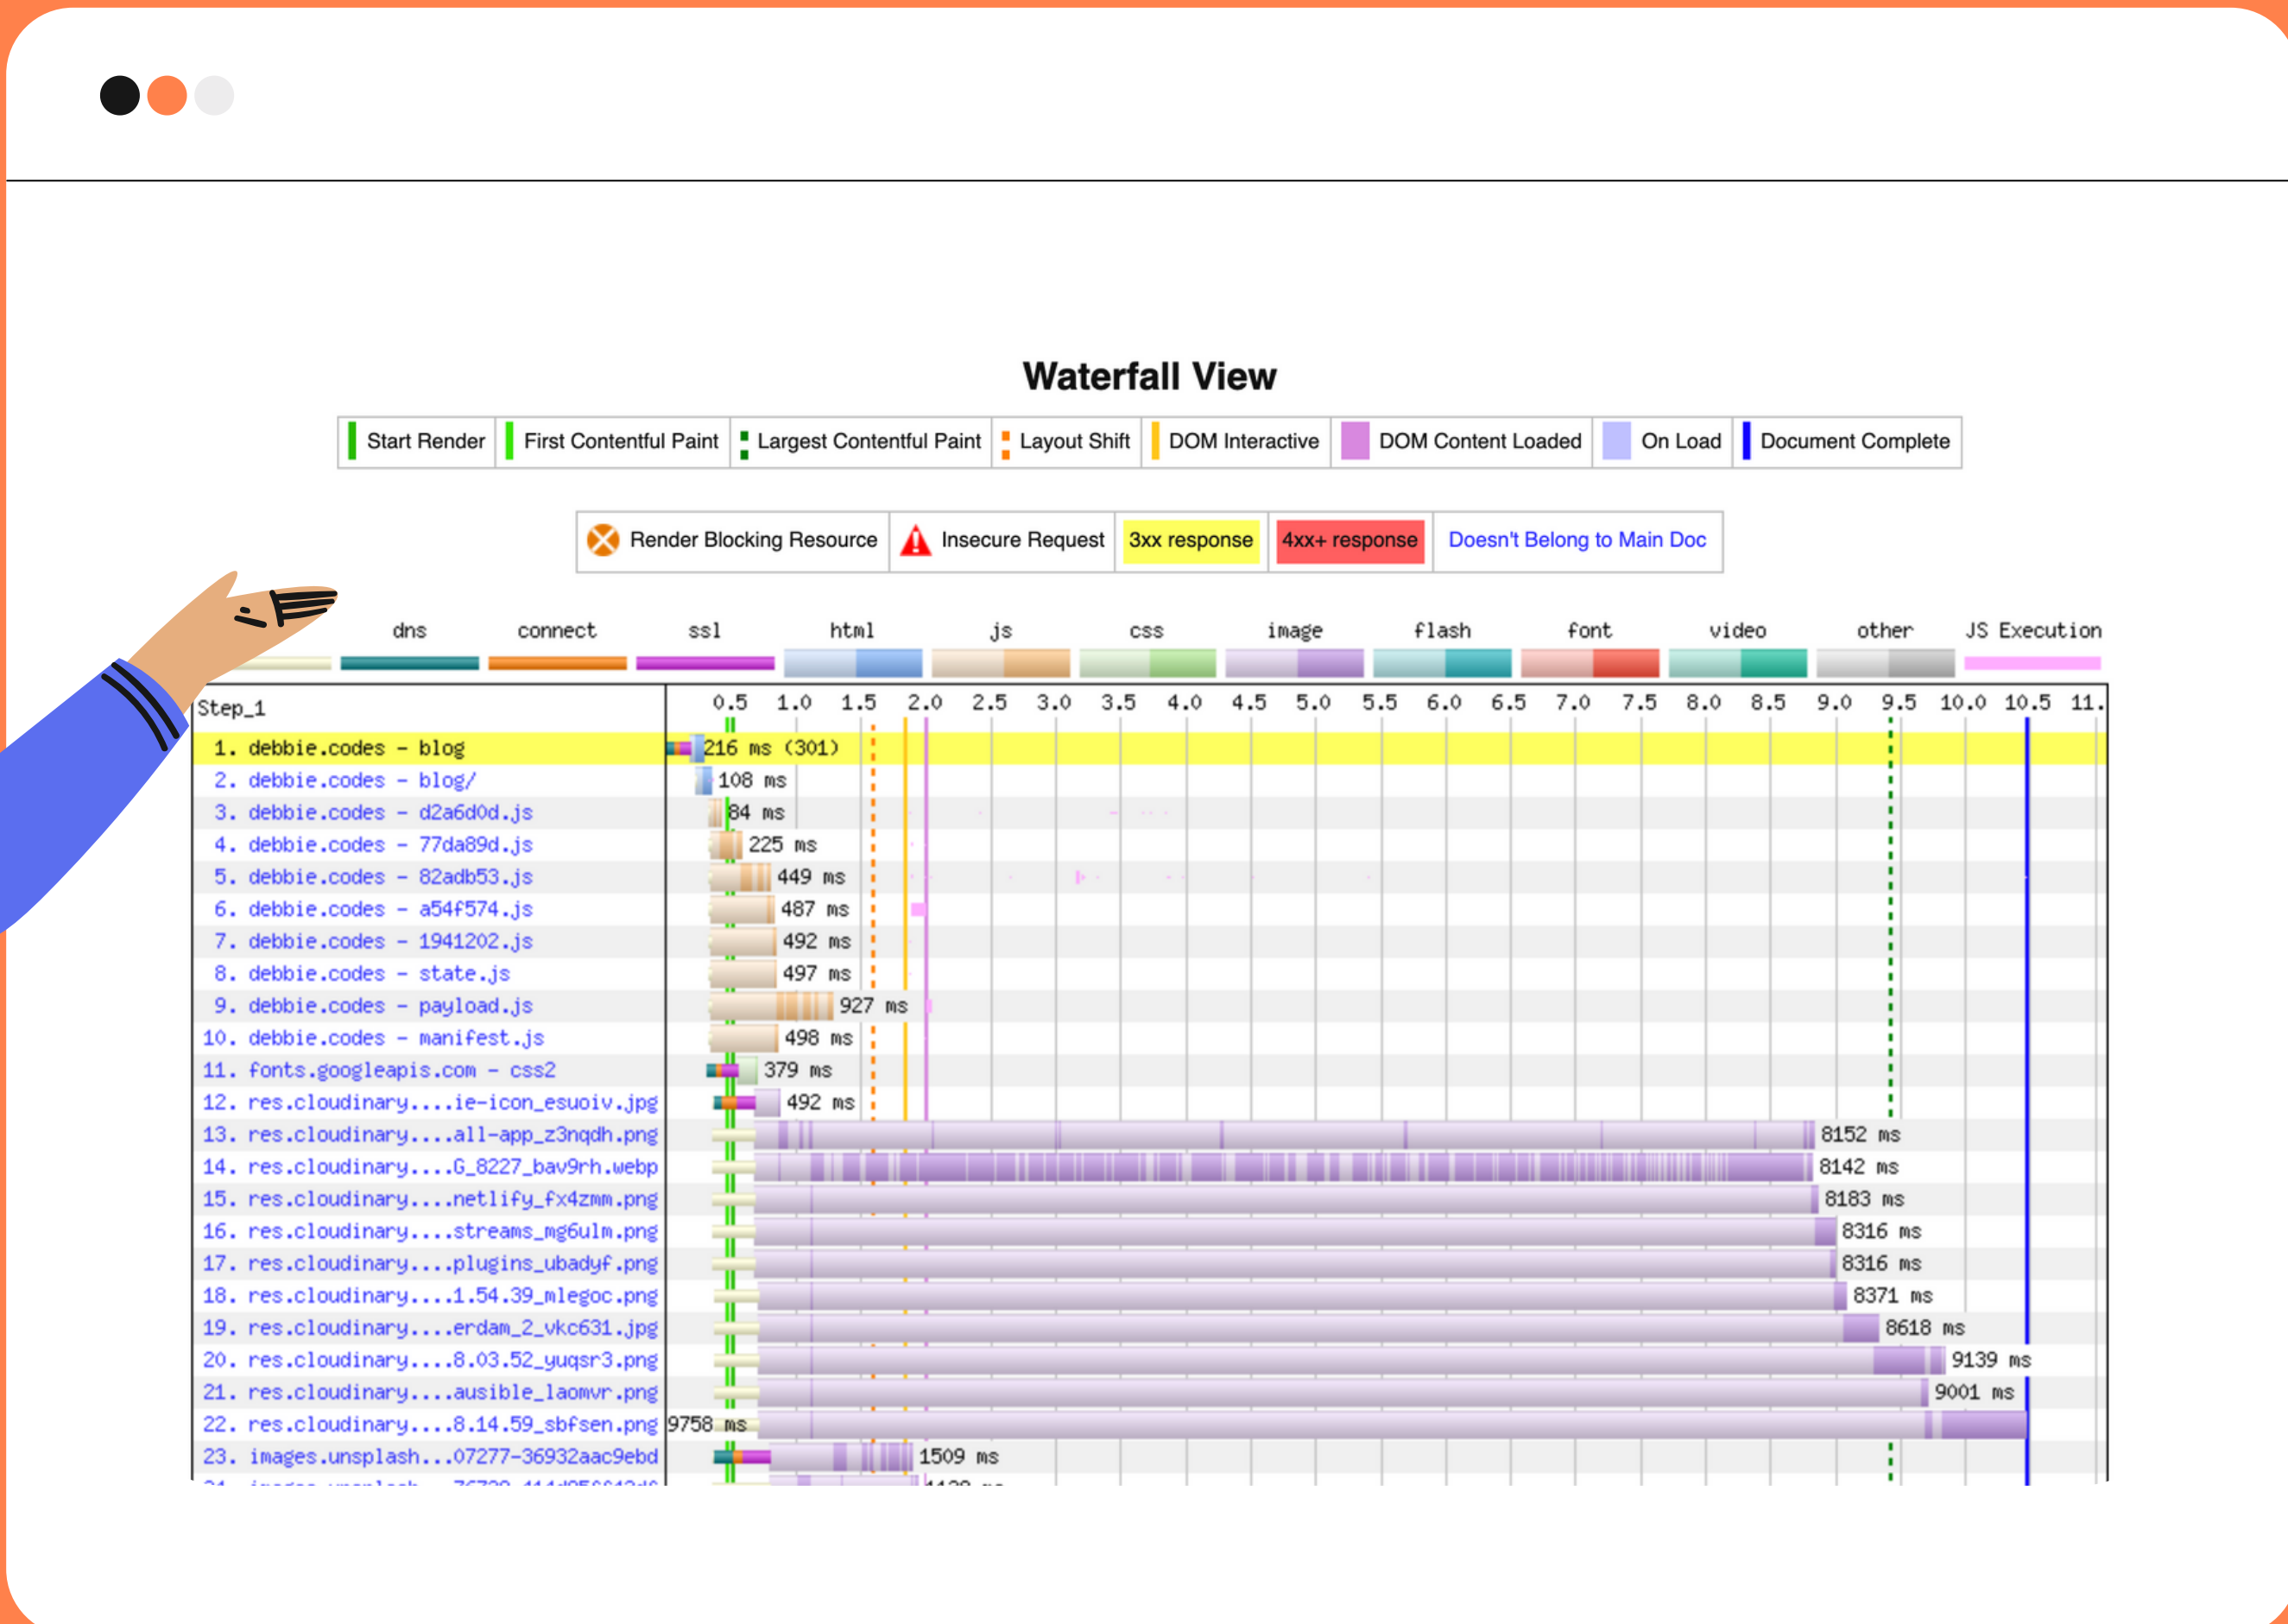 Waterfall View
Start Render First Contentful Paint Largest Contentful Paint Layout Shift DOM Interactive DOM Content Loaded On Load Document Complete
Render Blocking Resource Insecure Request 3xx response 4xx+ response Doesn't Belong to Main Doc
dns connect ssl html js css image flash font video other JS Execution
Step_1 0.5 1.0 1.5 2.0 2.5 3.0 3.5 4.0 4.5 5.0 5.5 6.0 6.5 7.0 7.5 8.0 8.5 9.0 9.5 10.0 10.5 11.
1. debbie.codes - blog 216 ms (301)
2. debbie.codes - blog/ 108 ms
3. debbie.codes - d2a6d0d.js 84 ms
4. debbie.codes - 77da89d.js 225 ms
5. debbie.codes - 82adb53.js 449 ms
6. debbie.codes - a54f574.js 487 ms
7. debbie.codes - 1941202.js 492 ms
8. debbie.codes - state.js 497 ms
9. debbie.codes - payload.js 927 ms
10. debbie.codes - manifest.js 498 ms
11. fonts.googleapis.com - css2 379 ms
12. res.cloudinary....ie-icon_esuoiv.jpg 492 ms
13. res.cloudinary....all-app_z3nqdh.png 8152 ms
14. res.cloudinary....G_8227_bav9rh.webp 8142 ms
15. res.cloudinary....netlify_fx4zmm.png 8183 ms
16. res.cloudinary....streams_mg6ulm.png 8316 ms
17. res.cloudinary....plugins_ubadyf.png 8316 ms
18. res.cloudinary....1.54.39_mlegoc.png 8371 ms
19. res.cloudinary....erdam_2_vkc631.jpg 8618 ms
20. res.cloudinary....8.03.52_yuqsr3.png 9139 ms
21. res.cloudinary....ausible_laomvr.png 9001 ms
22. res.cloudinary....8.14.59_sbfsen.png 9758 ms
23. images.unsplash...07277-36932aac9ebd 1509 ms